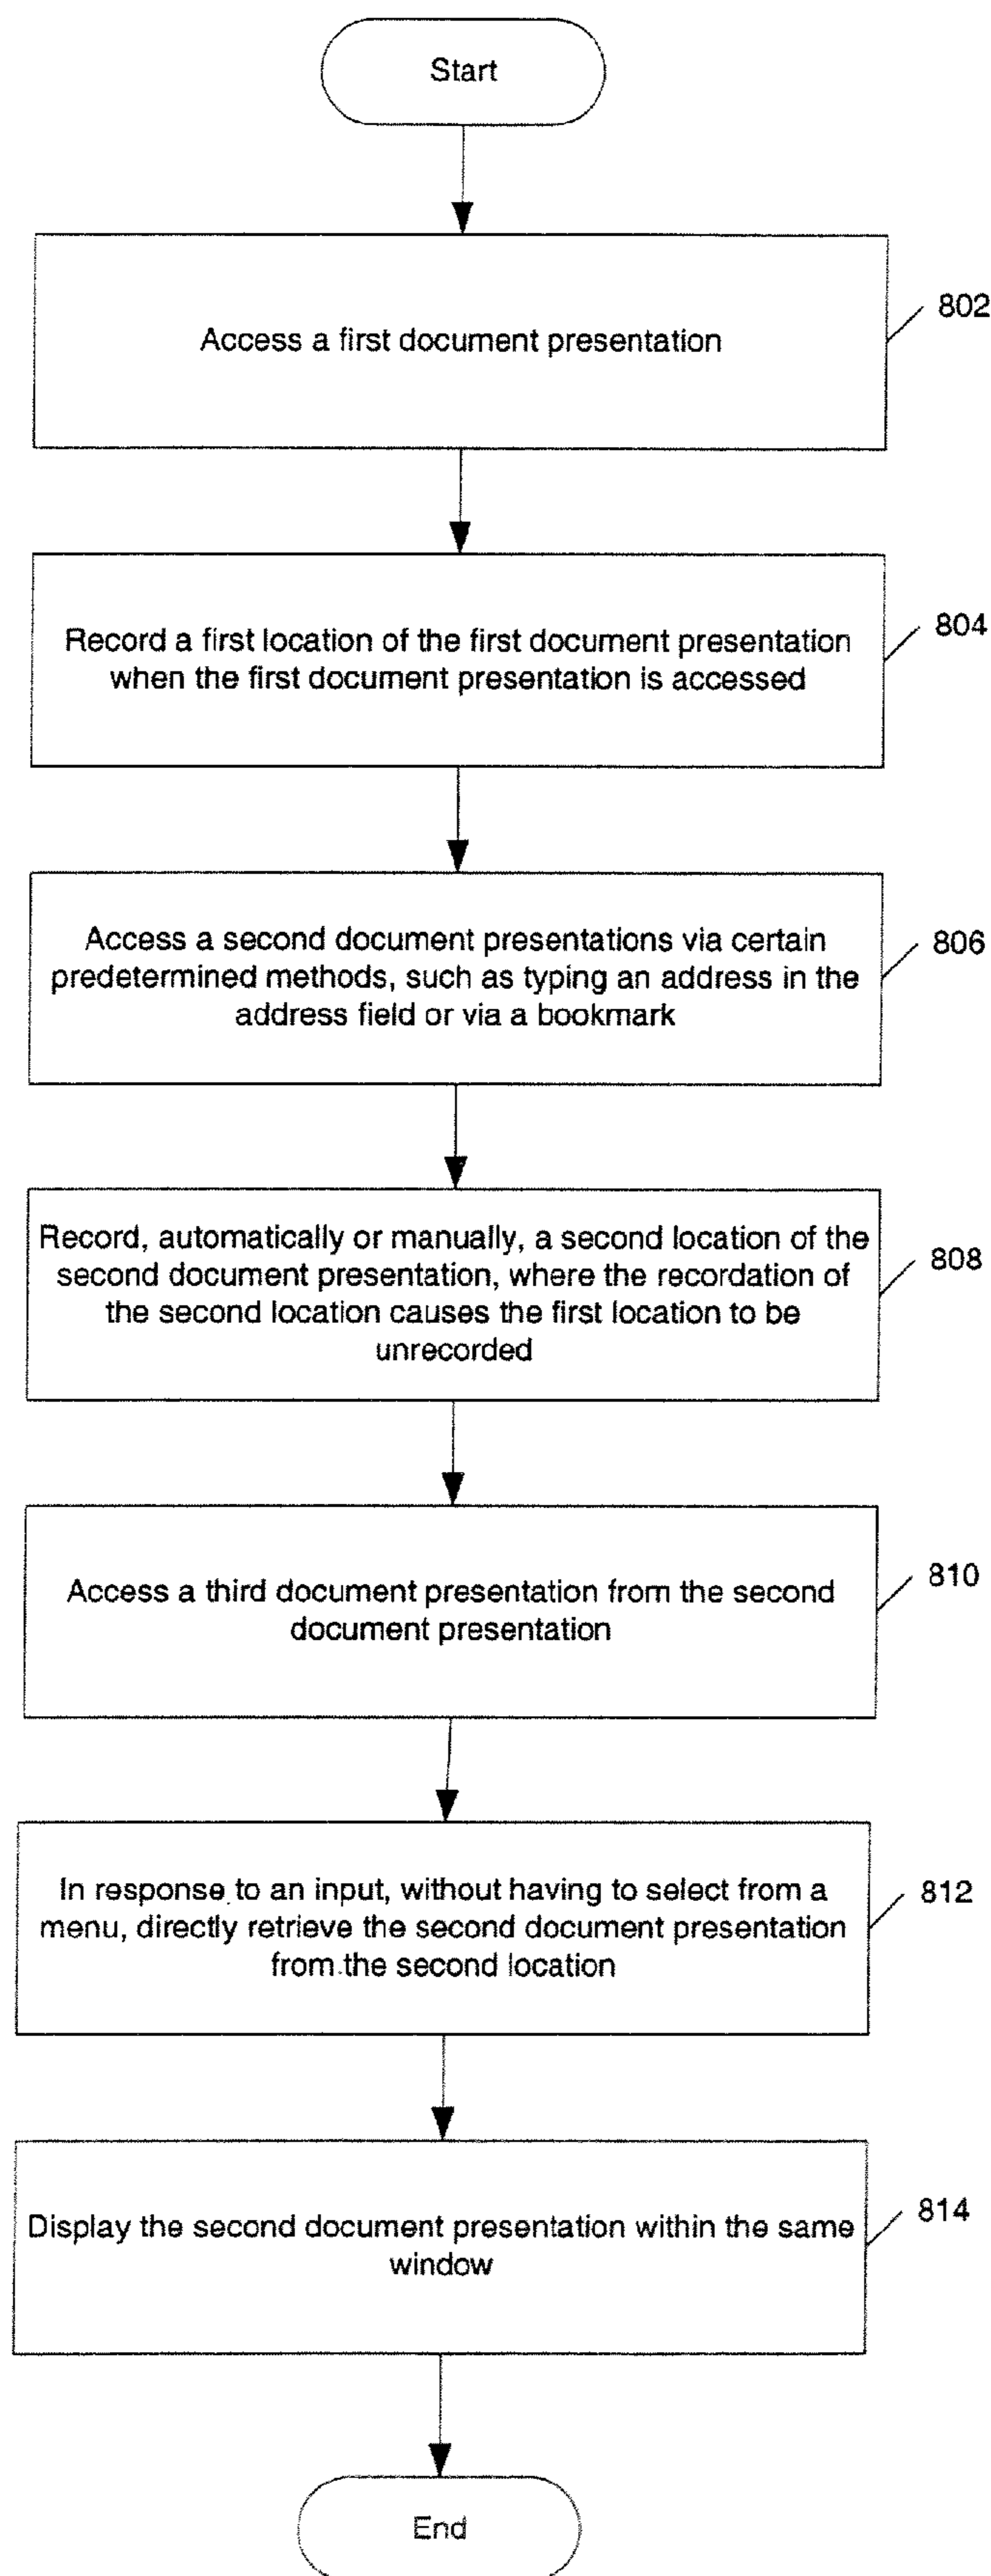 Start
802
Access a first document presentation
804
Record a first location of the first document presentation
when the first document presentation is accessed
806
Access a second document presentations via certain
predetermined methods, such as typing an address in the
address field or via a bookmark
808
Record, automatically or manually, a second location of the
second document presentation, where the recordation of
the second location causes the first location to be
unrecorded
810
Access a third document presentation from the second
document presentation
812
In response to an input, without having to select from a
menu, directly retrieve the second document presentation
from the second location
814
Display the second document presentation within the same
window
End